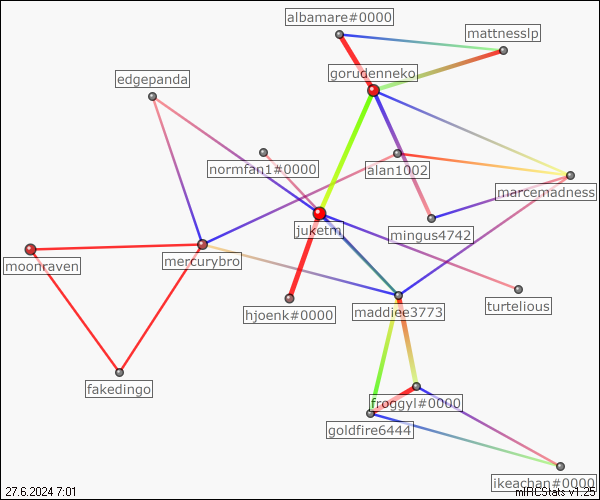 albamare#0000
mattnesslp
gorudenneko
edgepanda
normfan1#0000
alan1002
marcemadness
juketm
mingus4742
moonraven
mercurybro
hjoenk#0000
maddiee3773
turtelious
fakedingo
froggyl#0000
goldfire6444
ikeachan#0000
27.6.2024 7:01
mIRCStats v1.25